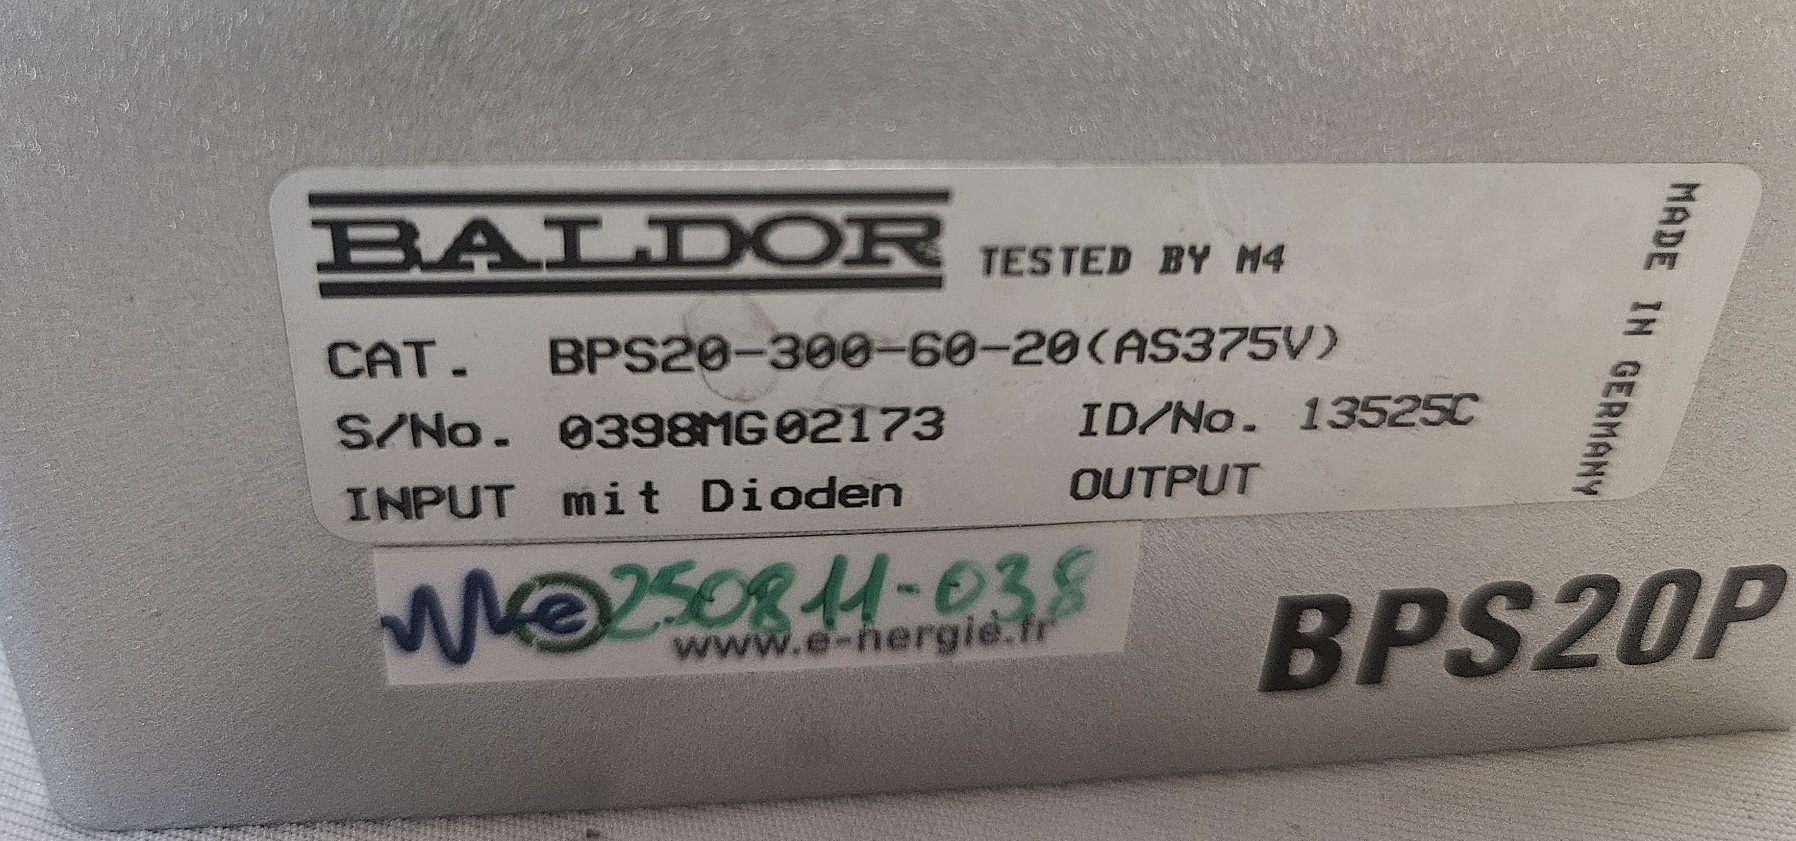 BALDOR TESTED BY M4
CAT. BPS20-300-60-20(AS375V)
S/No. 0398MG02173 ID/No. 13525C
INPUT mit Dioden OUTPUT
MADE IN GERMANY
e 250811-038
www.e-nergie.fr
BPS20P